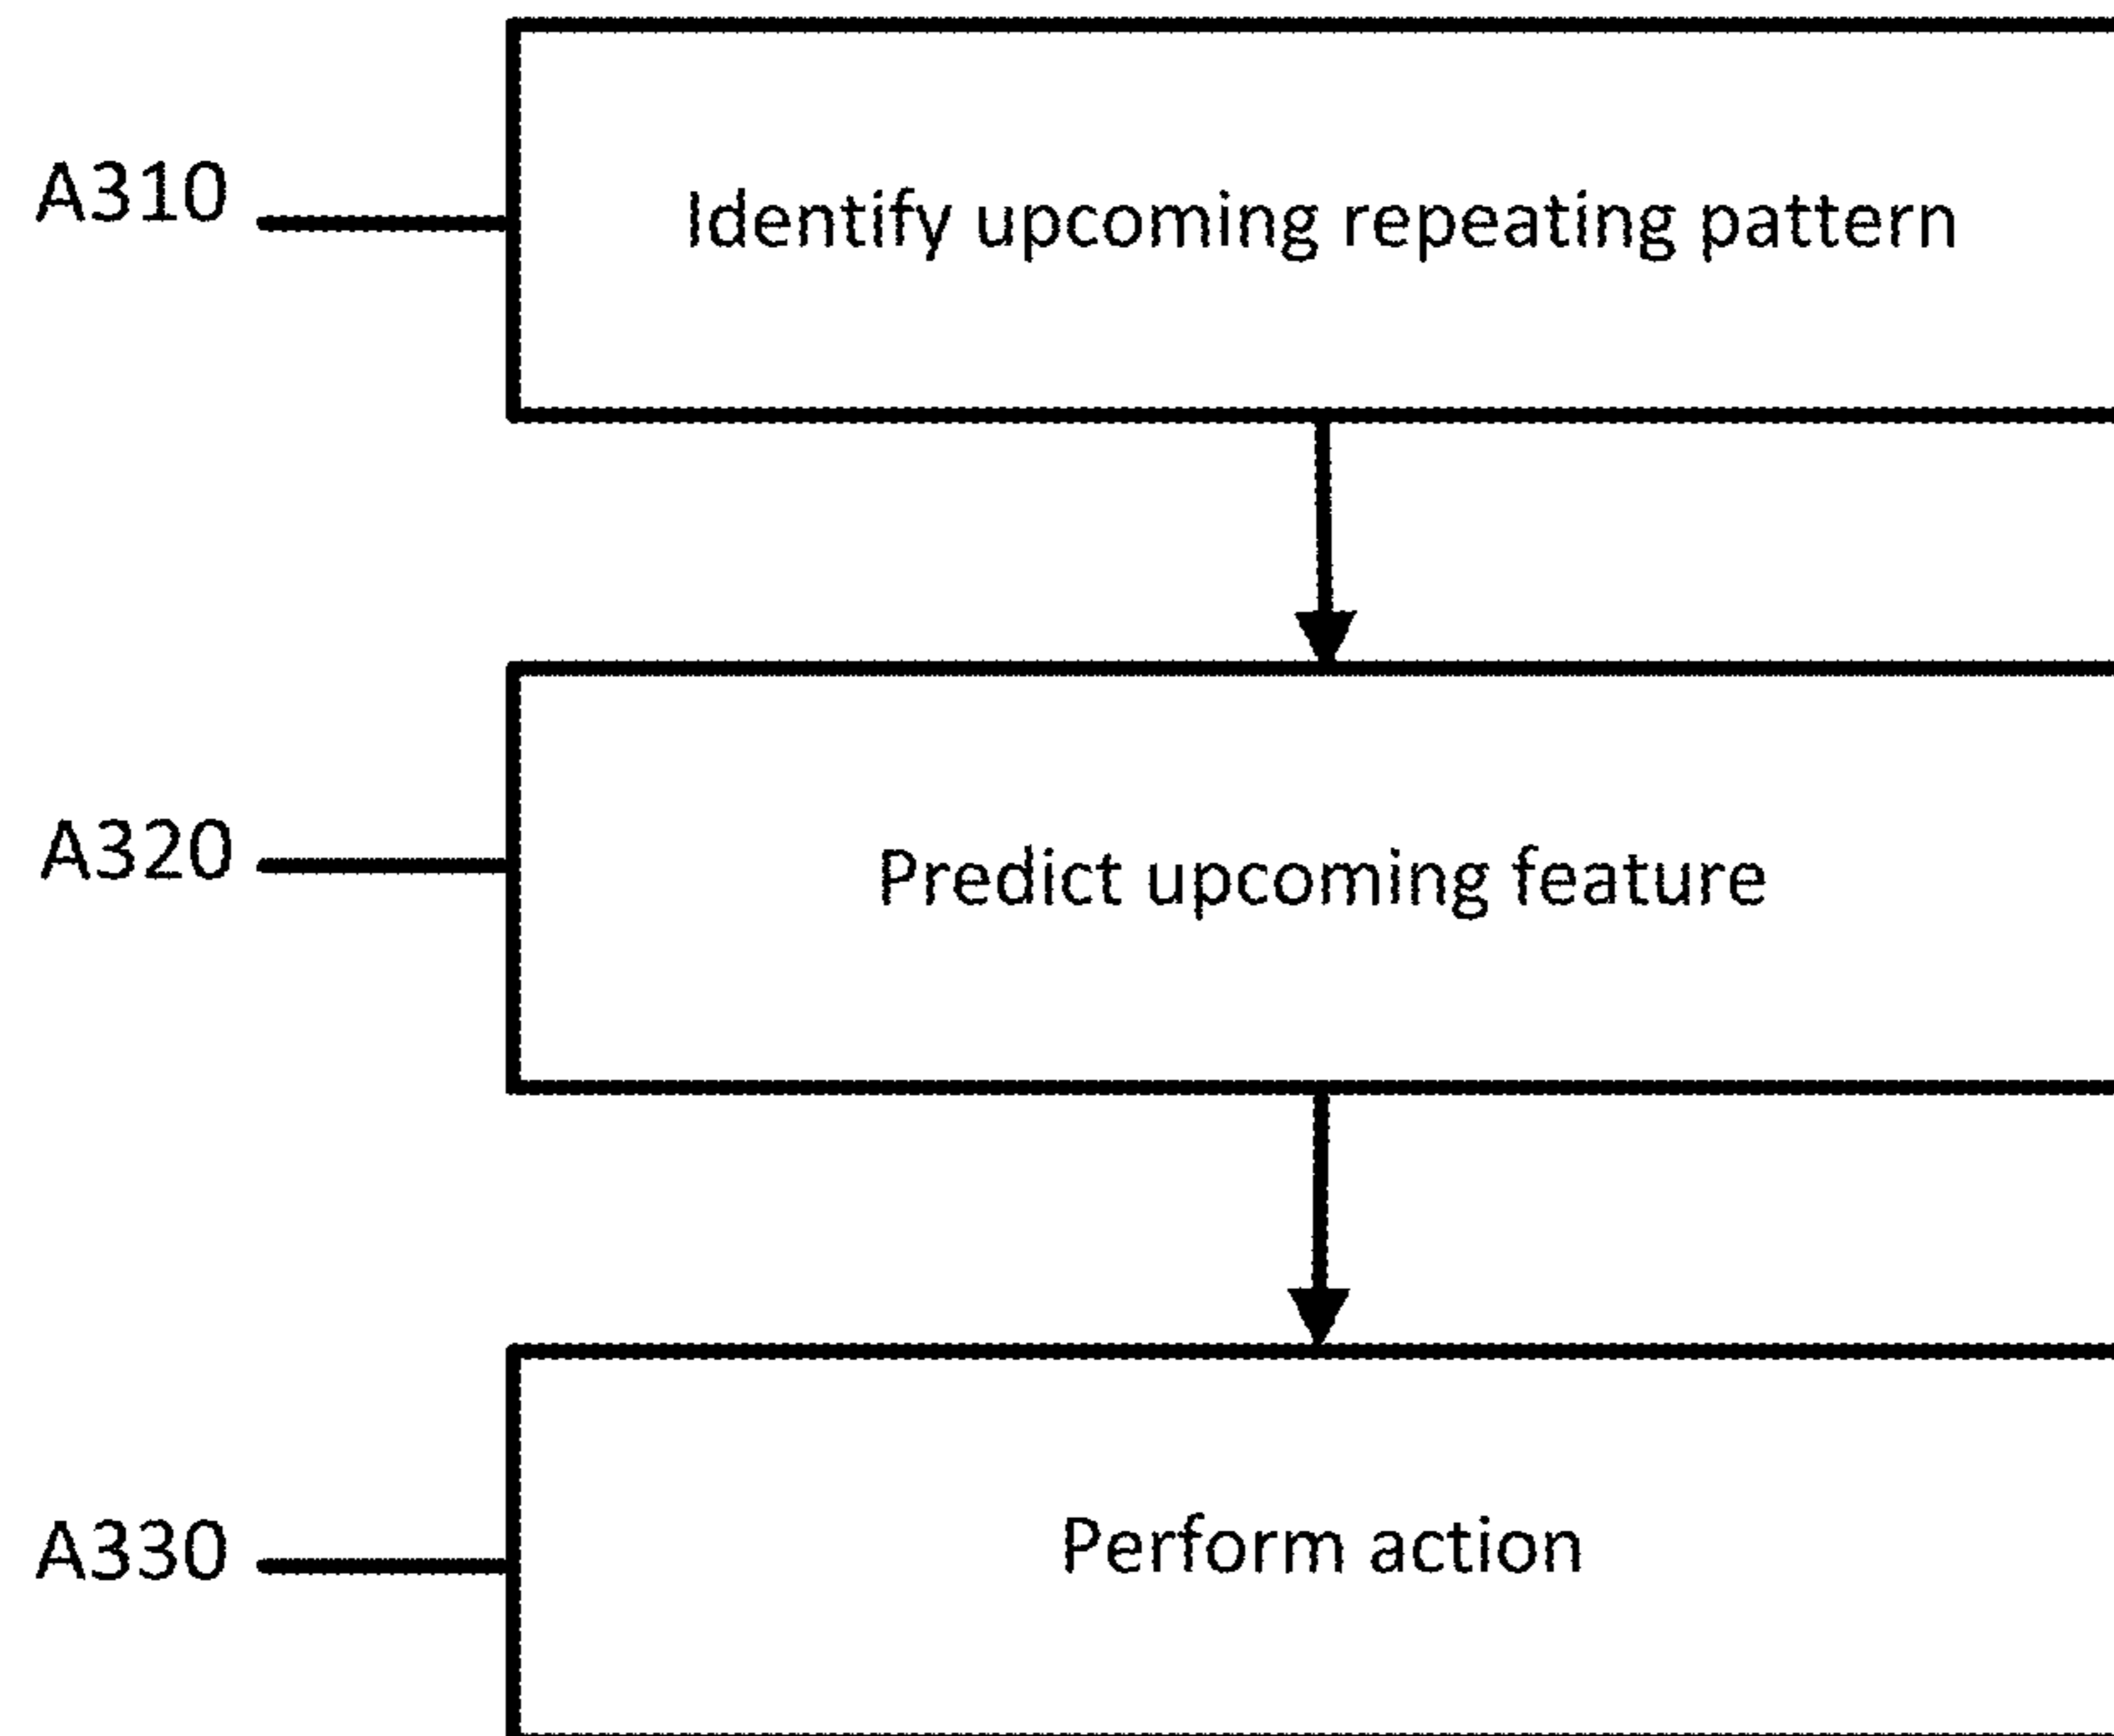 A310
Identify upcoming repeating pattern
A320
Predict upcoming feature
A330
Perform action